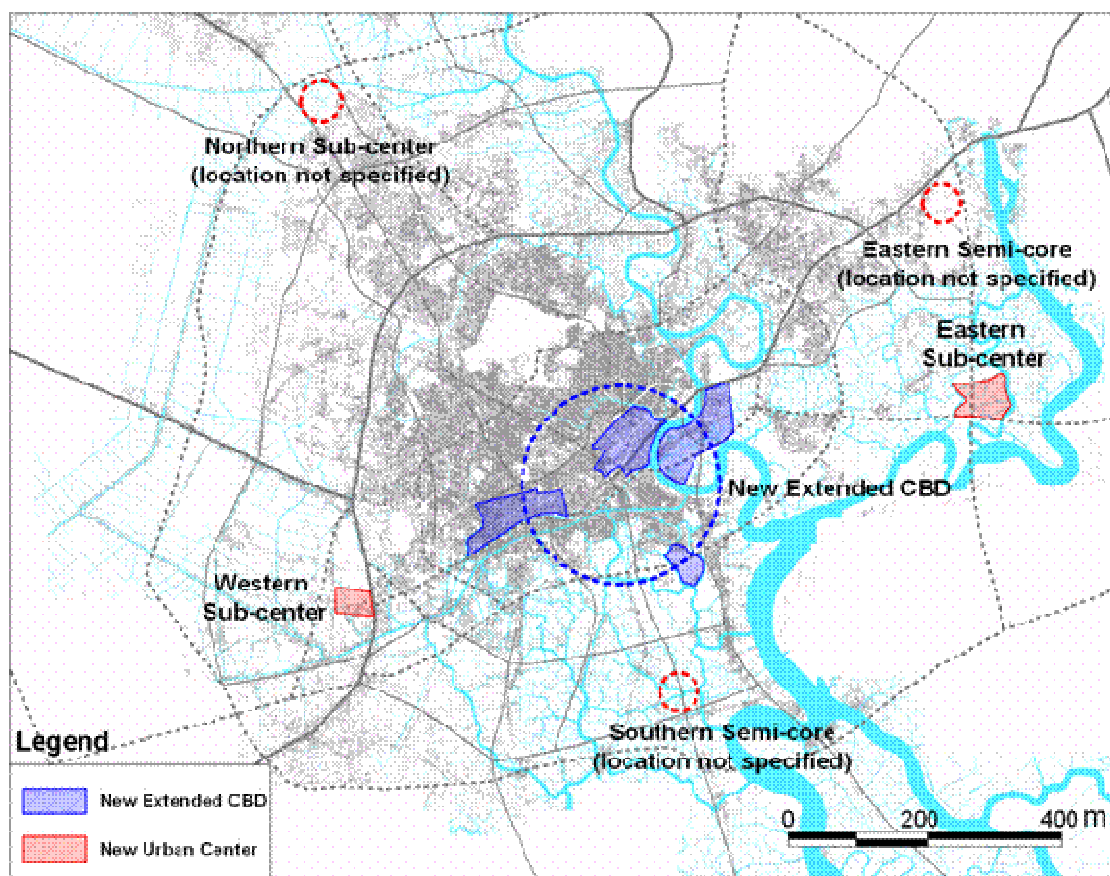 Northern Sub-center
(location not specified)
Eastern Semi-core
(location not specified)
Eastern
Sub-center
New Extended CBD
Western
Sub-center
Southern Semi-core
(location not specified)
Legend
New Extended CBD
New Urban Center
0 200 400 m